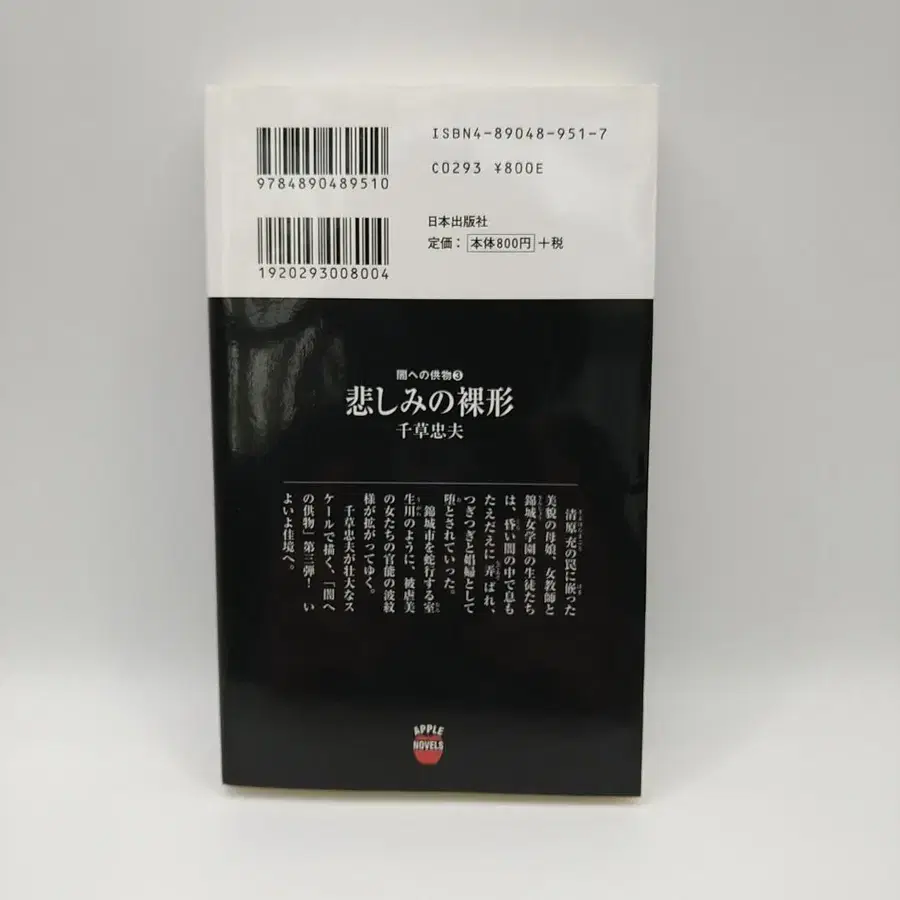 ISBN4-89048-951-7
9784890489510
C0293 ¥800E
日本出版社
定価：本体800円＋税
1920293008004
闇への供物❸
悲しみの裸形
千草忠夫
清原充の罠に嵌った
美貌の母娘、女教師と
錦城女学園の生徒たち
は、昏い闇の中で息も
たえだえに弄ばれ、
つぎつぎと娼婦として
堕とされていった。
錦城市を蛇行する室
生川のように、被虐美
の女たちの官能の波紋
様が拡がってゆく。
千草忠夫が壮大なス
ケールで描く、「闇へ
の供物」第三弾！　い
よいよ佳境へ。
APPLE
NOVELS